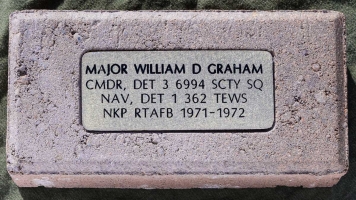 MAJOR WILLIAM D GRAHAM
CMDR, DET 3 6994 SCTY SQ
NAV, DET 1 362 TEWS
NKP RTAFB 1971-1972